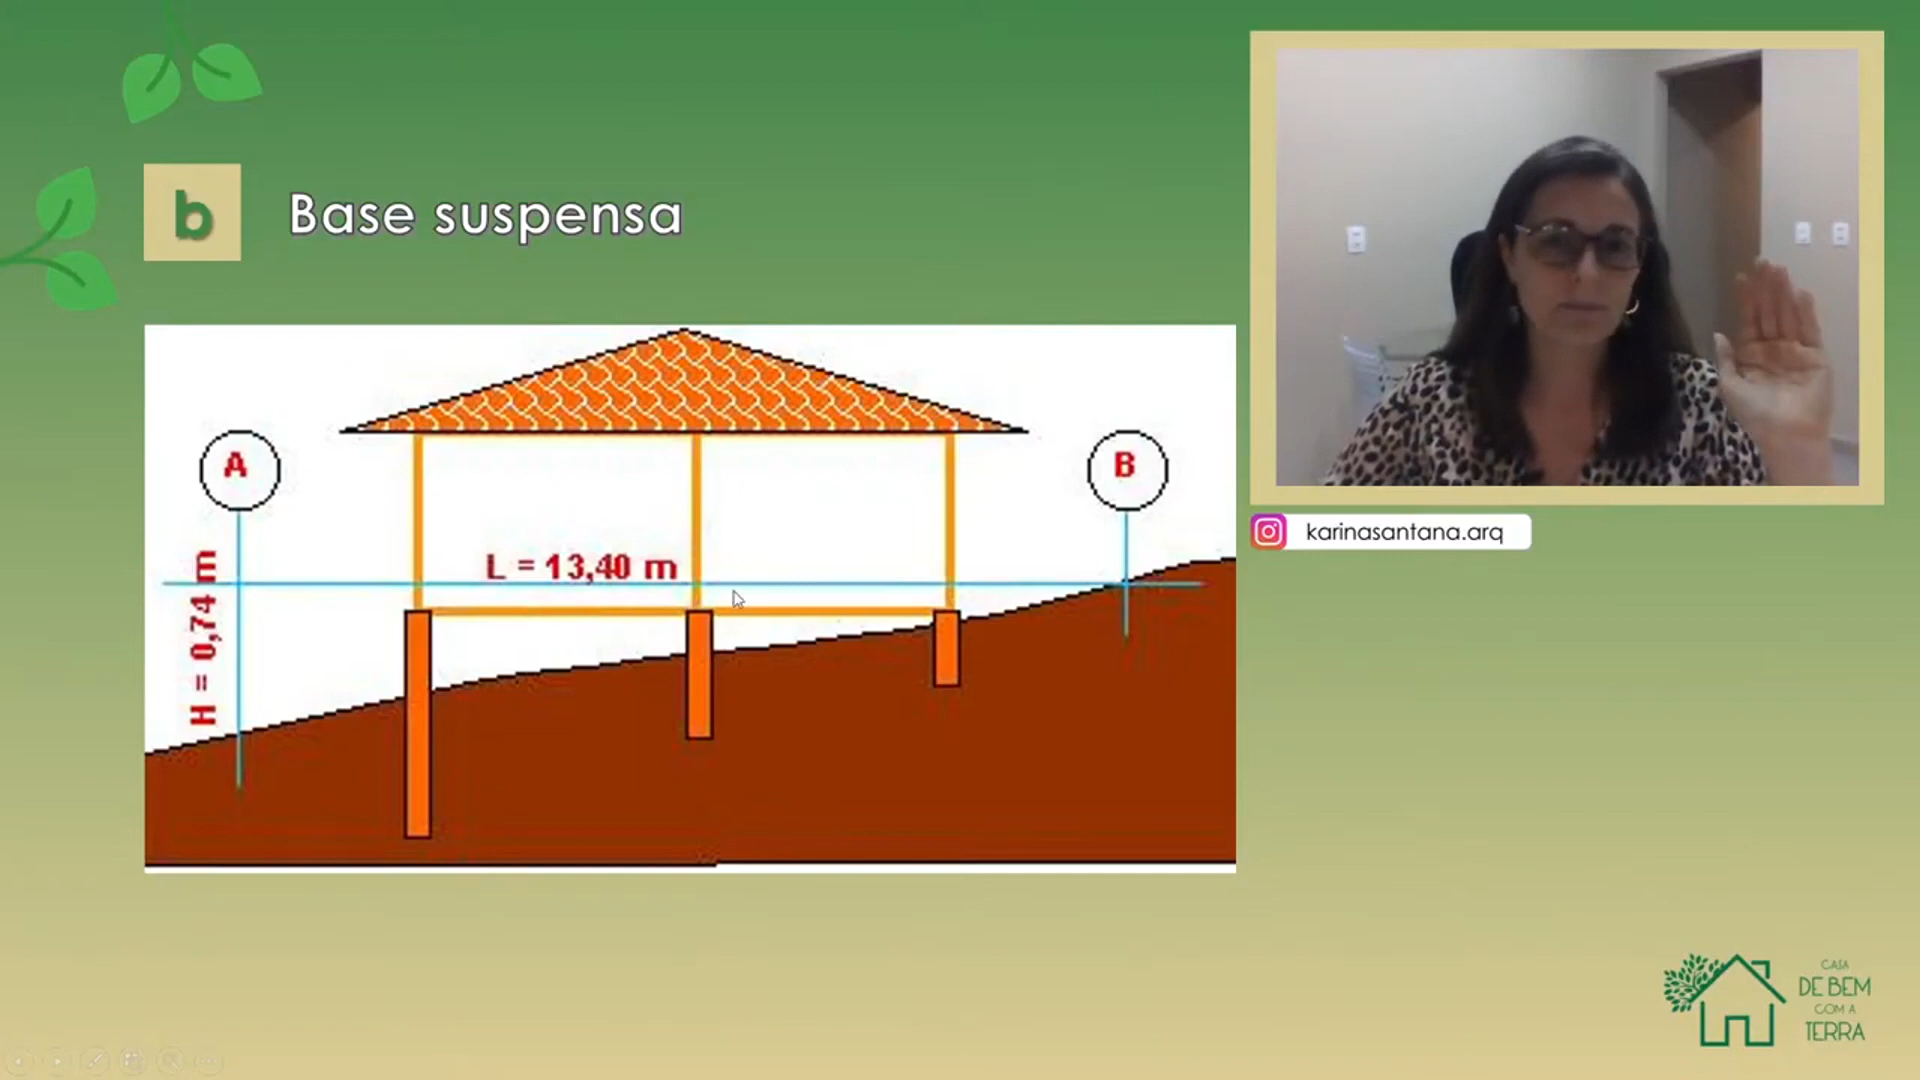 b
Base suspensa
A
B
L = 13,40 m
H = 0,74 m
karinasantana.arq
CASA
DE BEM
COM A
TERRA